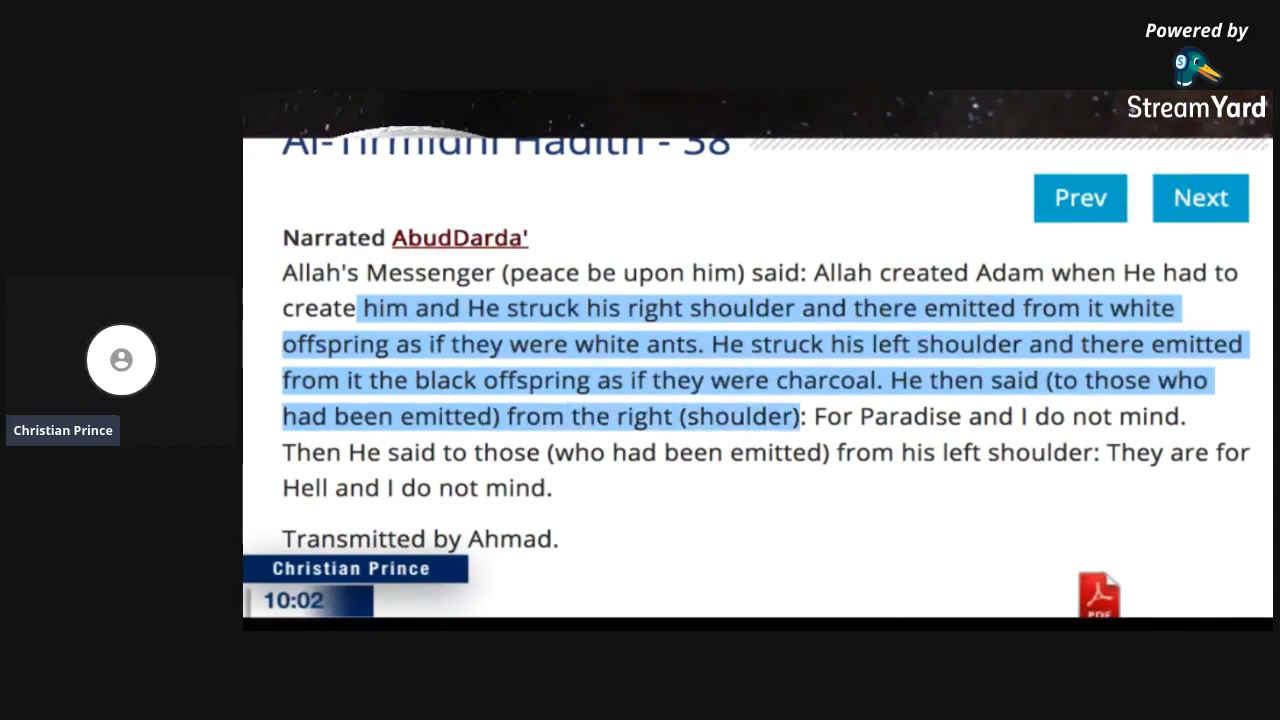 Powered by
StreamYard
Al-Tirmidhi Hadith - 38
Prev Next
Narrated AbudDarda'
Allah's Messenger (peace be upon him) said: Allah created Adam when He had to
create him and He struck his right shoulder and there emitted from it white
offspring as if they were white ants. He struck his left shoulder and there emitted
from it the black offspring as if they were charcoal. He then said (to those who
had been emitted) from the right (shoulder): For Paradise and I do not mind.
Then He said to those (who had been emitted) from his left shoulder: They are for
Hell and I do not mind.
Transmitted by Ahmad.
Christian Prince
Christian Prince
10:02
PDF